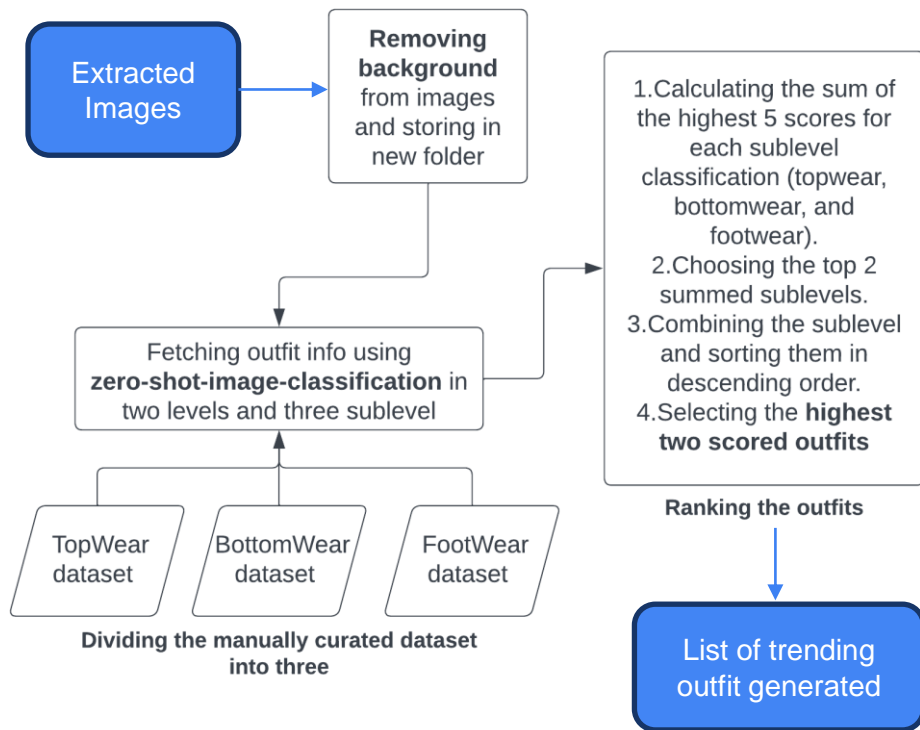 Extracted
Images
Removing
background
from images
and storing in
new folder
Fetching outfit info using
zero-shot-image-classification in
two levels and three sublevel
TopWear
dataset
BottomWear
dataset
FootWear
dataset
Dividing the manually curated dataset
into three
1.Calculating the sum of
the highest 5 scores for
each sublevel
classification (topwear,
bottomwear, and
footwear).
2.Choosing the top 2
summed sublevels.
3.Combining the sublevel
and sorting them in
descending order.
4.Selecting the highest
two scored outfits
Ranking the outfits
List of trending
outfit generated